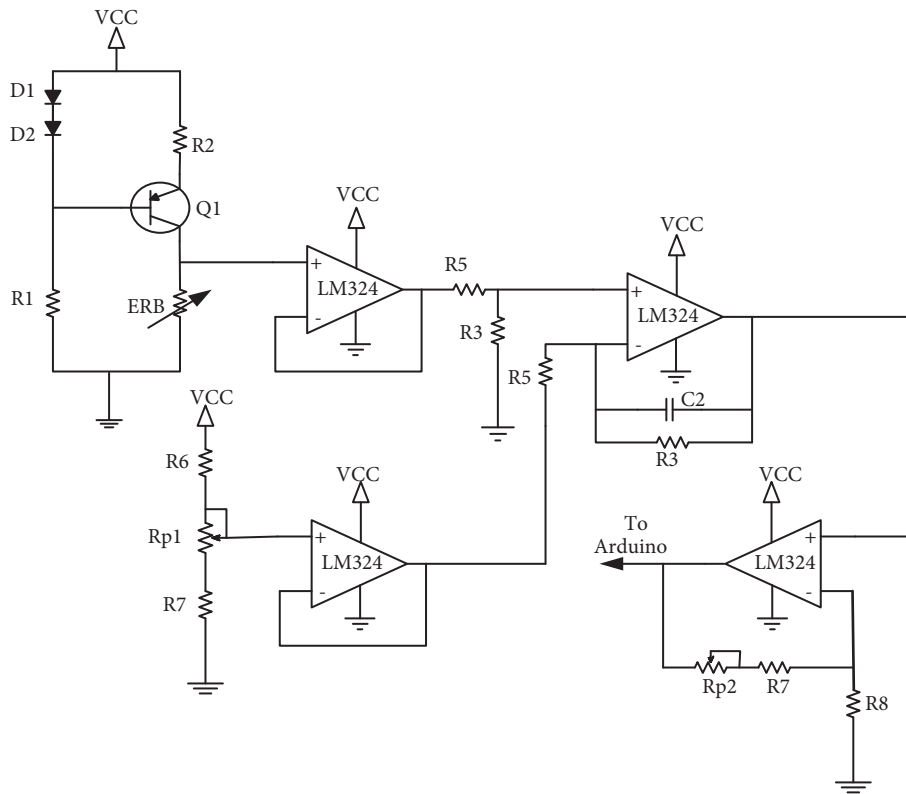 VCC
D1
D2
R2
Q1
VCC
R1
ERB
+
LM324
-
R5
R3
VCC
+
LM324
-
R5
C2
R3
VCC
R6
Rp1
R7
VCC
+
LM324
-
To
Arduino
VCC
+
LM324
-
Rp2
R7
R8